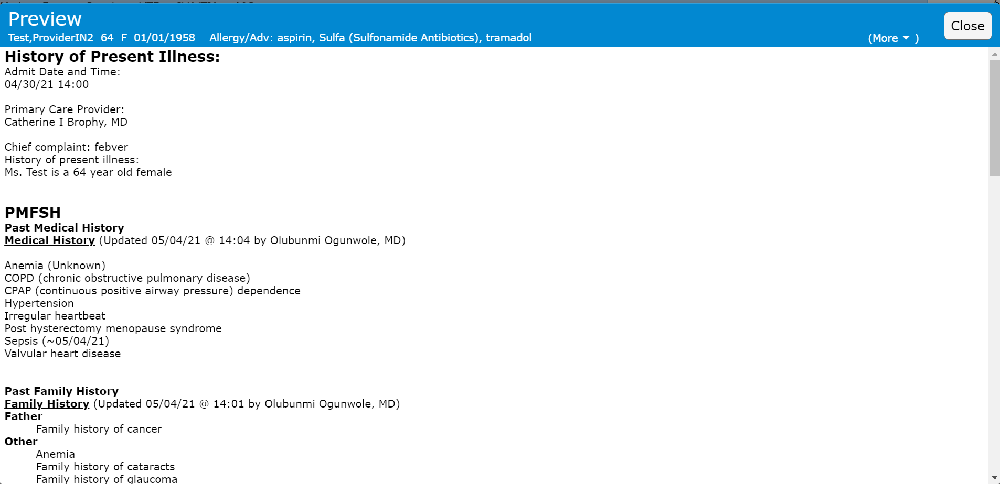 Preview
Close
Test,ProviderIN2 64 F 01/01/1958 Allergy/Adv: aspirin, Sulfa (Sulfonamide Antibiotics), tramadol
(More )
History of Present Illness:
Admit Date and Time:
04/30/21 14:00
Primary Care Provider:
Catherine I Brophy, MD
Chief complaint: febver
History of present illness:
Ms. Test is a 64 year old female
PMFSH
Past Medical History
Medical History (Updated 05/04/21 @ 14:04 by Olubunmi Ogunwole, MD)
Anemia (Unknown)
COPD (chronic obstructive pulmonary disease)
CPAP (continuous positive airway pressure) dependence
Hypertension
Irregular heartbeat
Post hysterectomy menopause syndrome
Sepsis (~05/04/21)
Valvular heart disease
Past Family History
Family History (Updated 05/04/21 @ 14:01 by Olubunmi Ogunwole, MD)
Father
Family history of cancer
Other
Anemia
Family history of cataracts
Family history of glaucoma